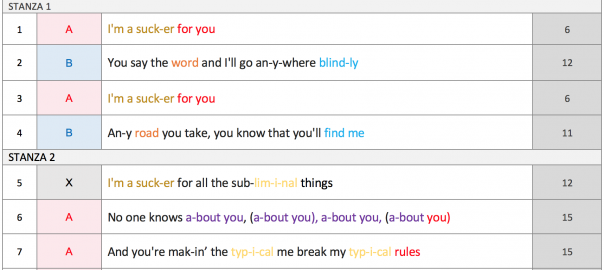 STANZA 1
1 A I'm a suck-er for you 6
2 B You say the word and I'll go an-y-where blind-ly 12
3 A I'm a suck-er for you 6
4 B An-y road you take, you know that you'll find me 11
STANZA 2
5 X I'm a suck-er for all the sub-lim-i-nal things 12
6 A No one knows a-bout you, (a-bout you), a-bout you, (a-bout you) 15
7 A And you're mak-in’ the typ-i-cal me break my typ-i-cal rules 15